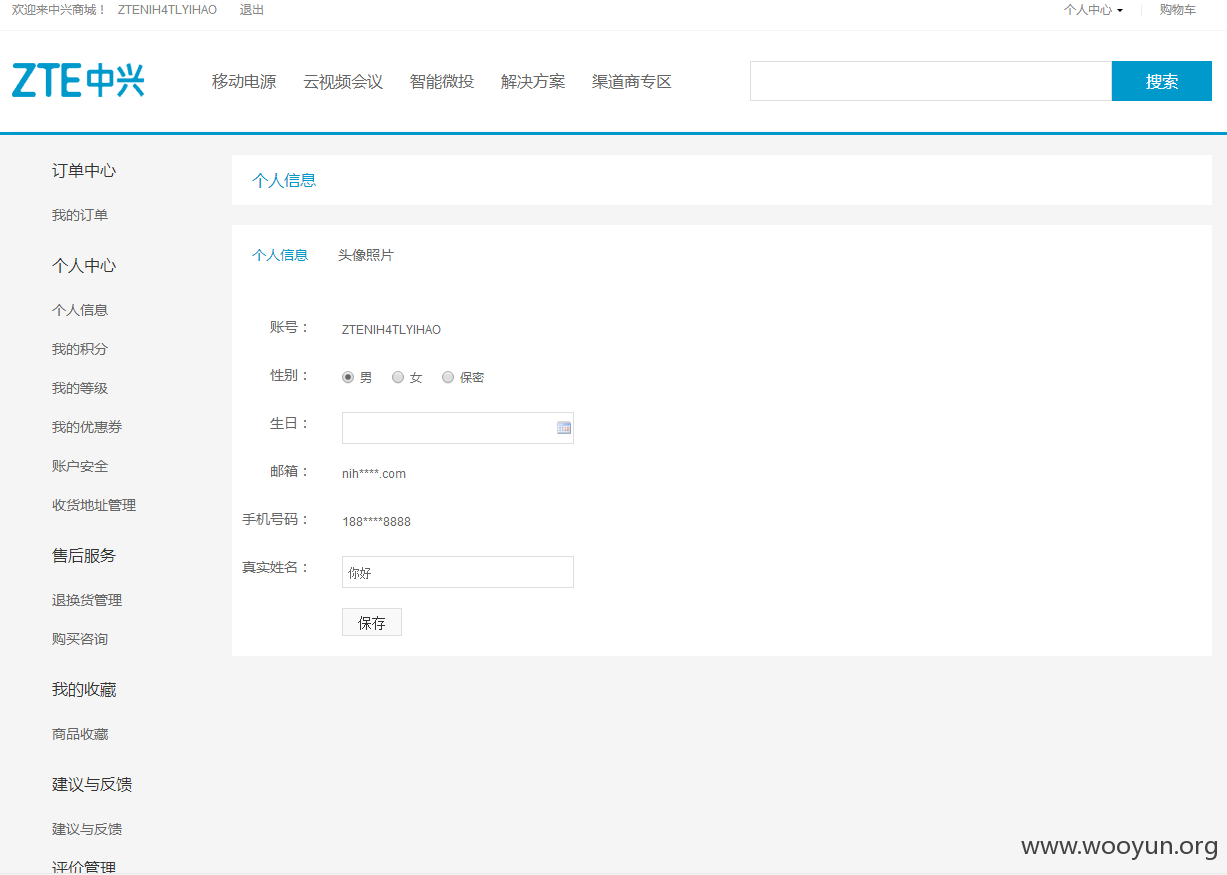 欢迎来中兴商城！ ZTENIH4TLYIHAO 退出 个人中心 购物车
ZTE中兴 移动电源 云视频会议 智能微投 解决方案 渠道商专区 搜索
订单中心
我的订单
个人中心
个人信息
我的积分
我的等级
我的优惠券
账户安全
收货地址管理
售后服务
退换货管理
购买咨询
我的收藏
商品收藏
建议与反馈
建议与反馈
评价管理
个人信息
个人信息 头像照片
账号： ZTENIH4TLYIHAO
性别： 男 女 保密
生日：
邮箱： nih****.com
手机号码： 188****8888
真实姓名： 你好
保存
www.wooyun.org